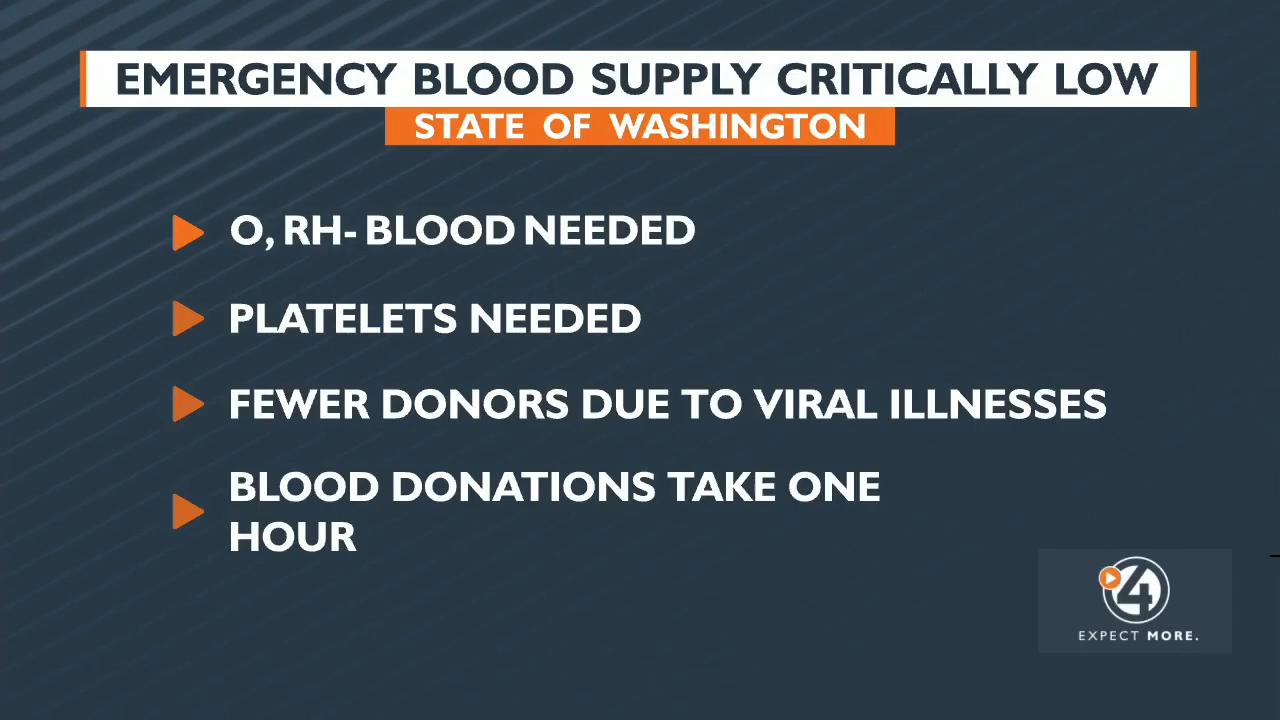 EMERGENCY BLOOD SUPPLY CRITICALLY LOW
STATE OF WASHINGTON
O, RH- BLOOD NEEDED
PLATELETS NEEDED
FEWER DONORS DUE TO VIRAL ILLNESSES
BLOOD DONATIONS TAKE ONE
HOUR
4
EXPECT MORE.